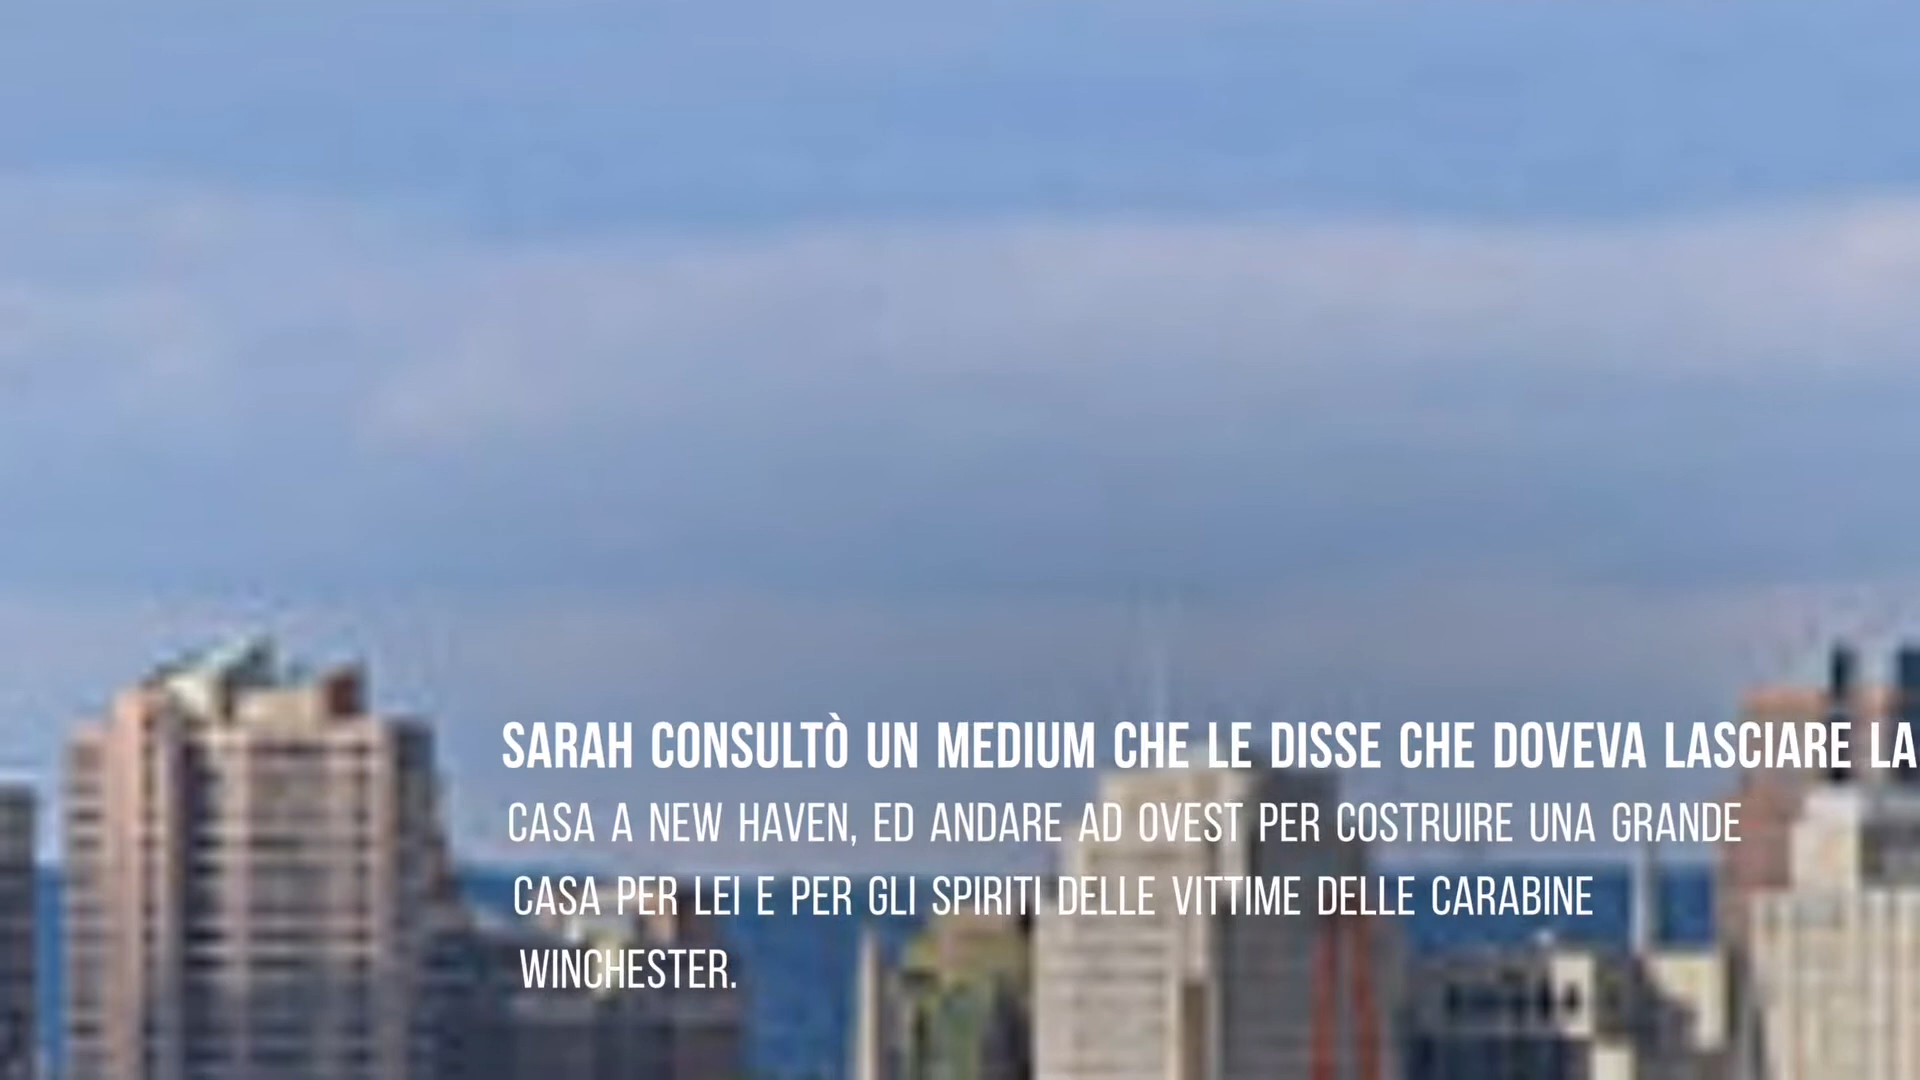 SARAH CONSULTÒ UN MEDIUM CHE LE DISSE CHE DOVEVA LASCIARE LA
CASA A NEW HAVEN, ED ANDARE AD OVEST PER COSTRUIRE UNA GRANDE
CASA PER LEI E PER GLI SPIRITI DELLE VITTIME DELLE CARABINE
WINCHESTER.